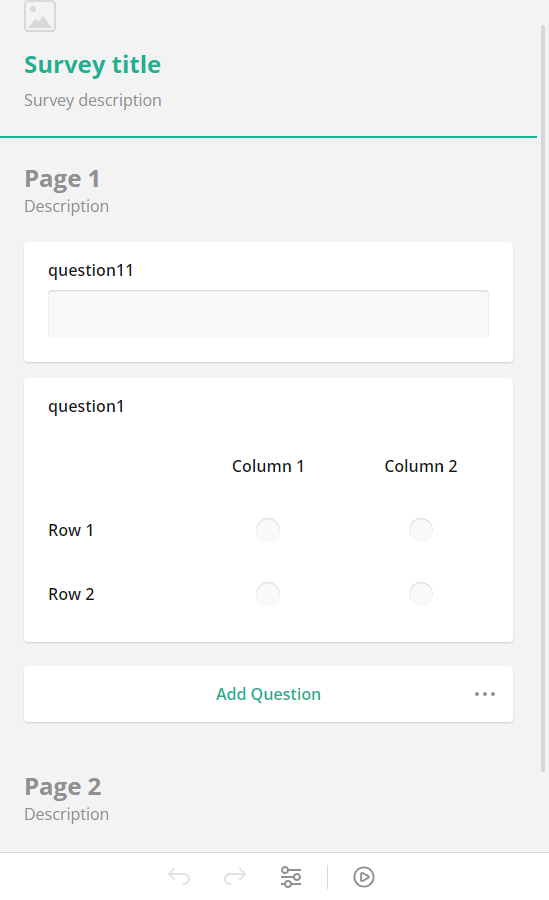 Survey title
Survey description
Page 1
Description
question11
question1
Column 1 Column 2
Row 1
Row 2
Add Question
Page 2
Description